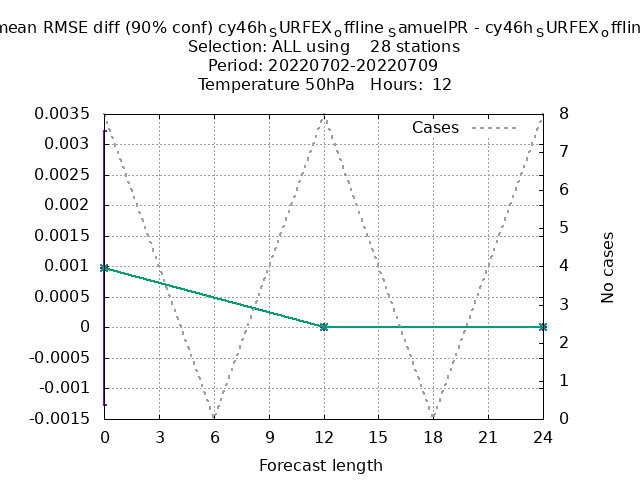 mean RMSE diff (90% conf) cy46h_SURFEX_offline_samuelPR - cy46h_SURFEX_offlin
Selection: ALL using    28 stations
Period: 20220702-20220709
Temperature 50hPa   Hours:  12
Cases
0.0035
0.003
0.0025
0.002
0.0015
0.001
0.0005
0
-0.0005
-0.001
-0.0015
8
7
6
5
4
3
2
1
0
No cases
0 3 6 9 12 15 18 21 24
Forecast length